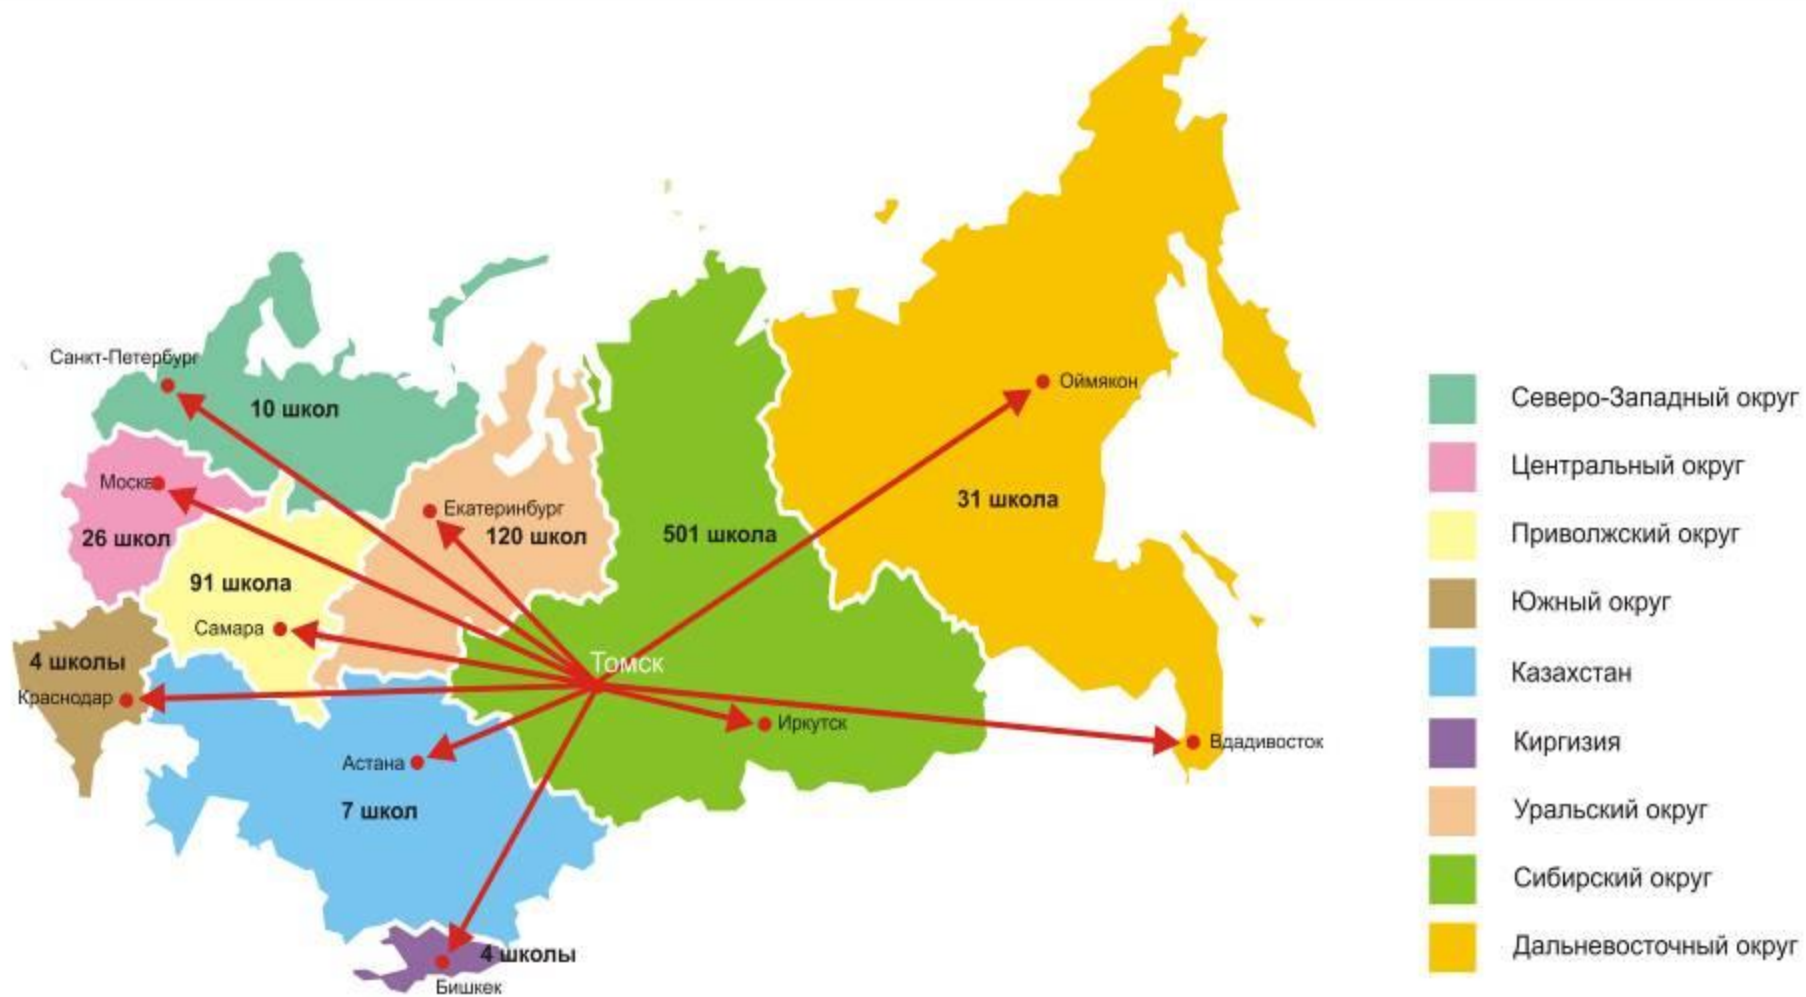 Санкт-Петербург
10 школ
Оймякон
Москва
Екатеринбург
31 школа
26 школ
120 школ
501 школа
91 школа
Самара
Томск
4 школы
Краснодар
Иркутск
Вдадивосток
Астана
7 школ
4 школы
Бишкек
Северо-Западный округ
Центральный округ
Приволжский округ
Южный округ
Казахстан
Киргизия
Уральский округ
Сибирский округ
Дальневосточный округ